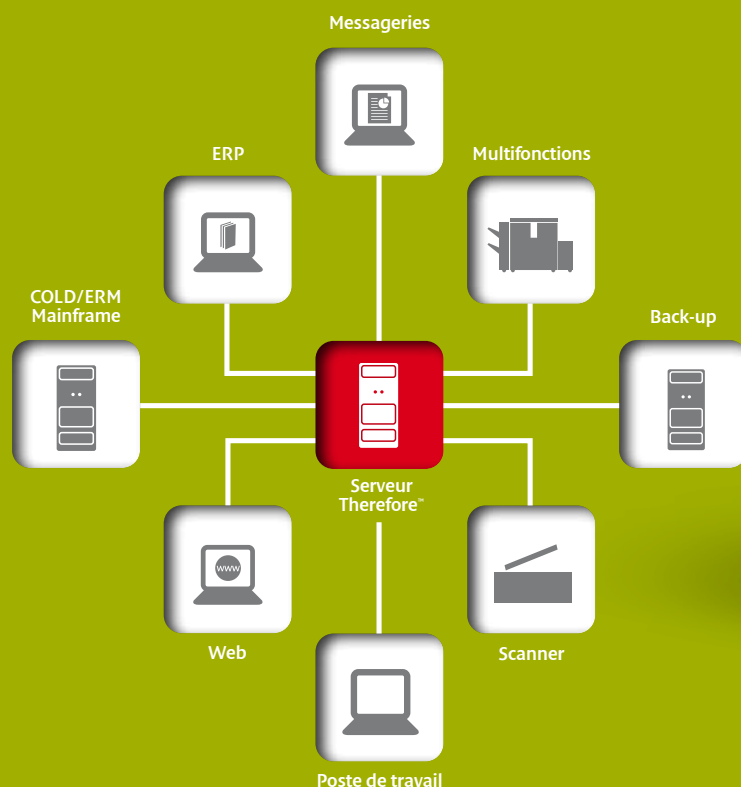 Messageries
ERP
Multifonctions
COLD/ERM
Mainframe
Back-up
Serveur
Therefore™
www
Web
Scanner
Poste de travail